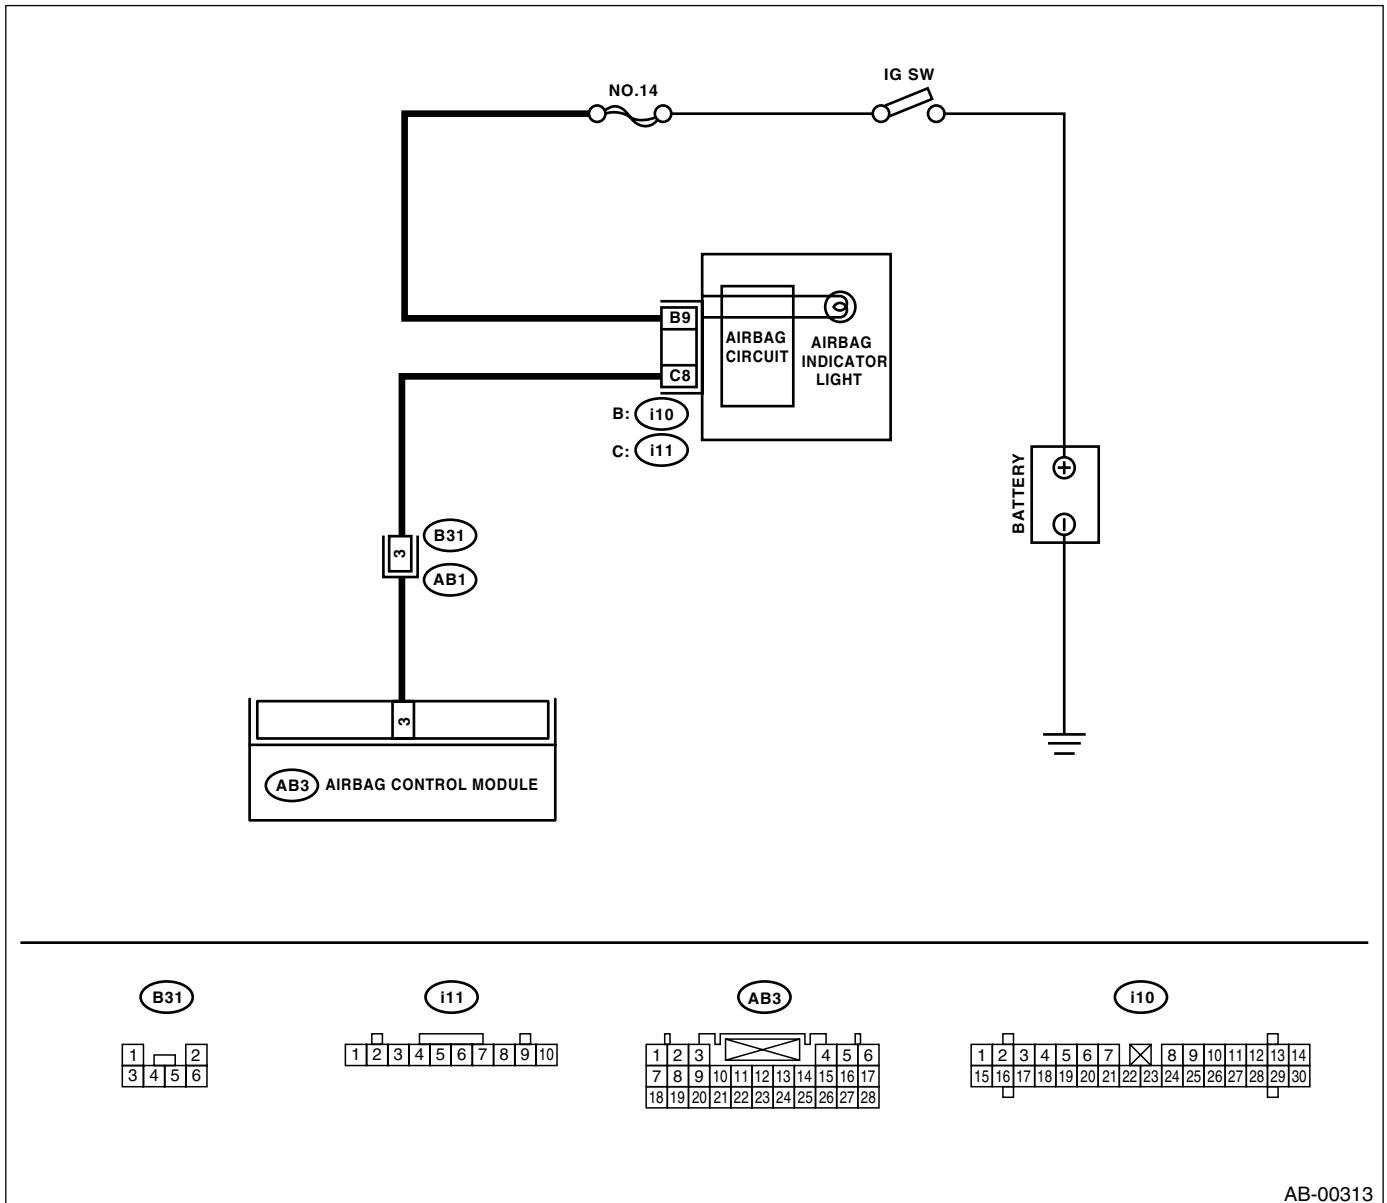 NO.14
IG SW
B9
AIRBAG
CIRCUIT
AIRBAG
INDICATOR
LIGHT
C8
B: i10
C: i11
BATTERY
+
–
3
B31
AB1
3
AB3 AIRBAG CONTROL MODULE
B31
1 2
3 4 5 6
i11
1 2 3 4 5 6 7 8 9 10
AB3
1 2 3 4 5 6
7 8 9 10 11 12 13 14 15 16 17
18 19 20 21 22 23 24 25 26 27 28
i10
1 2 3 4 5 6 7 8 9 10 11 12 13 14
15 16 17 18 19 20 21 22 23 24 25 26 27 28 29 30
AB-00313